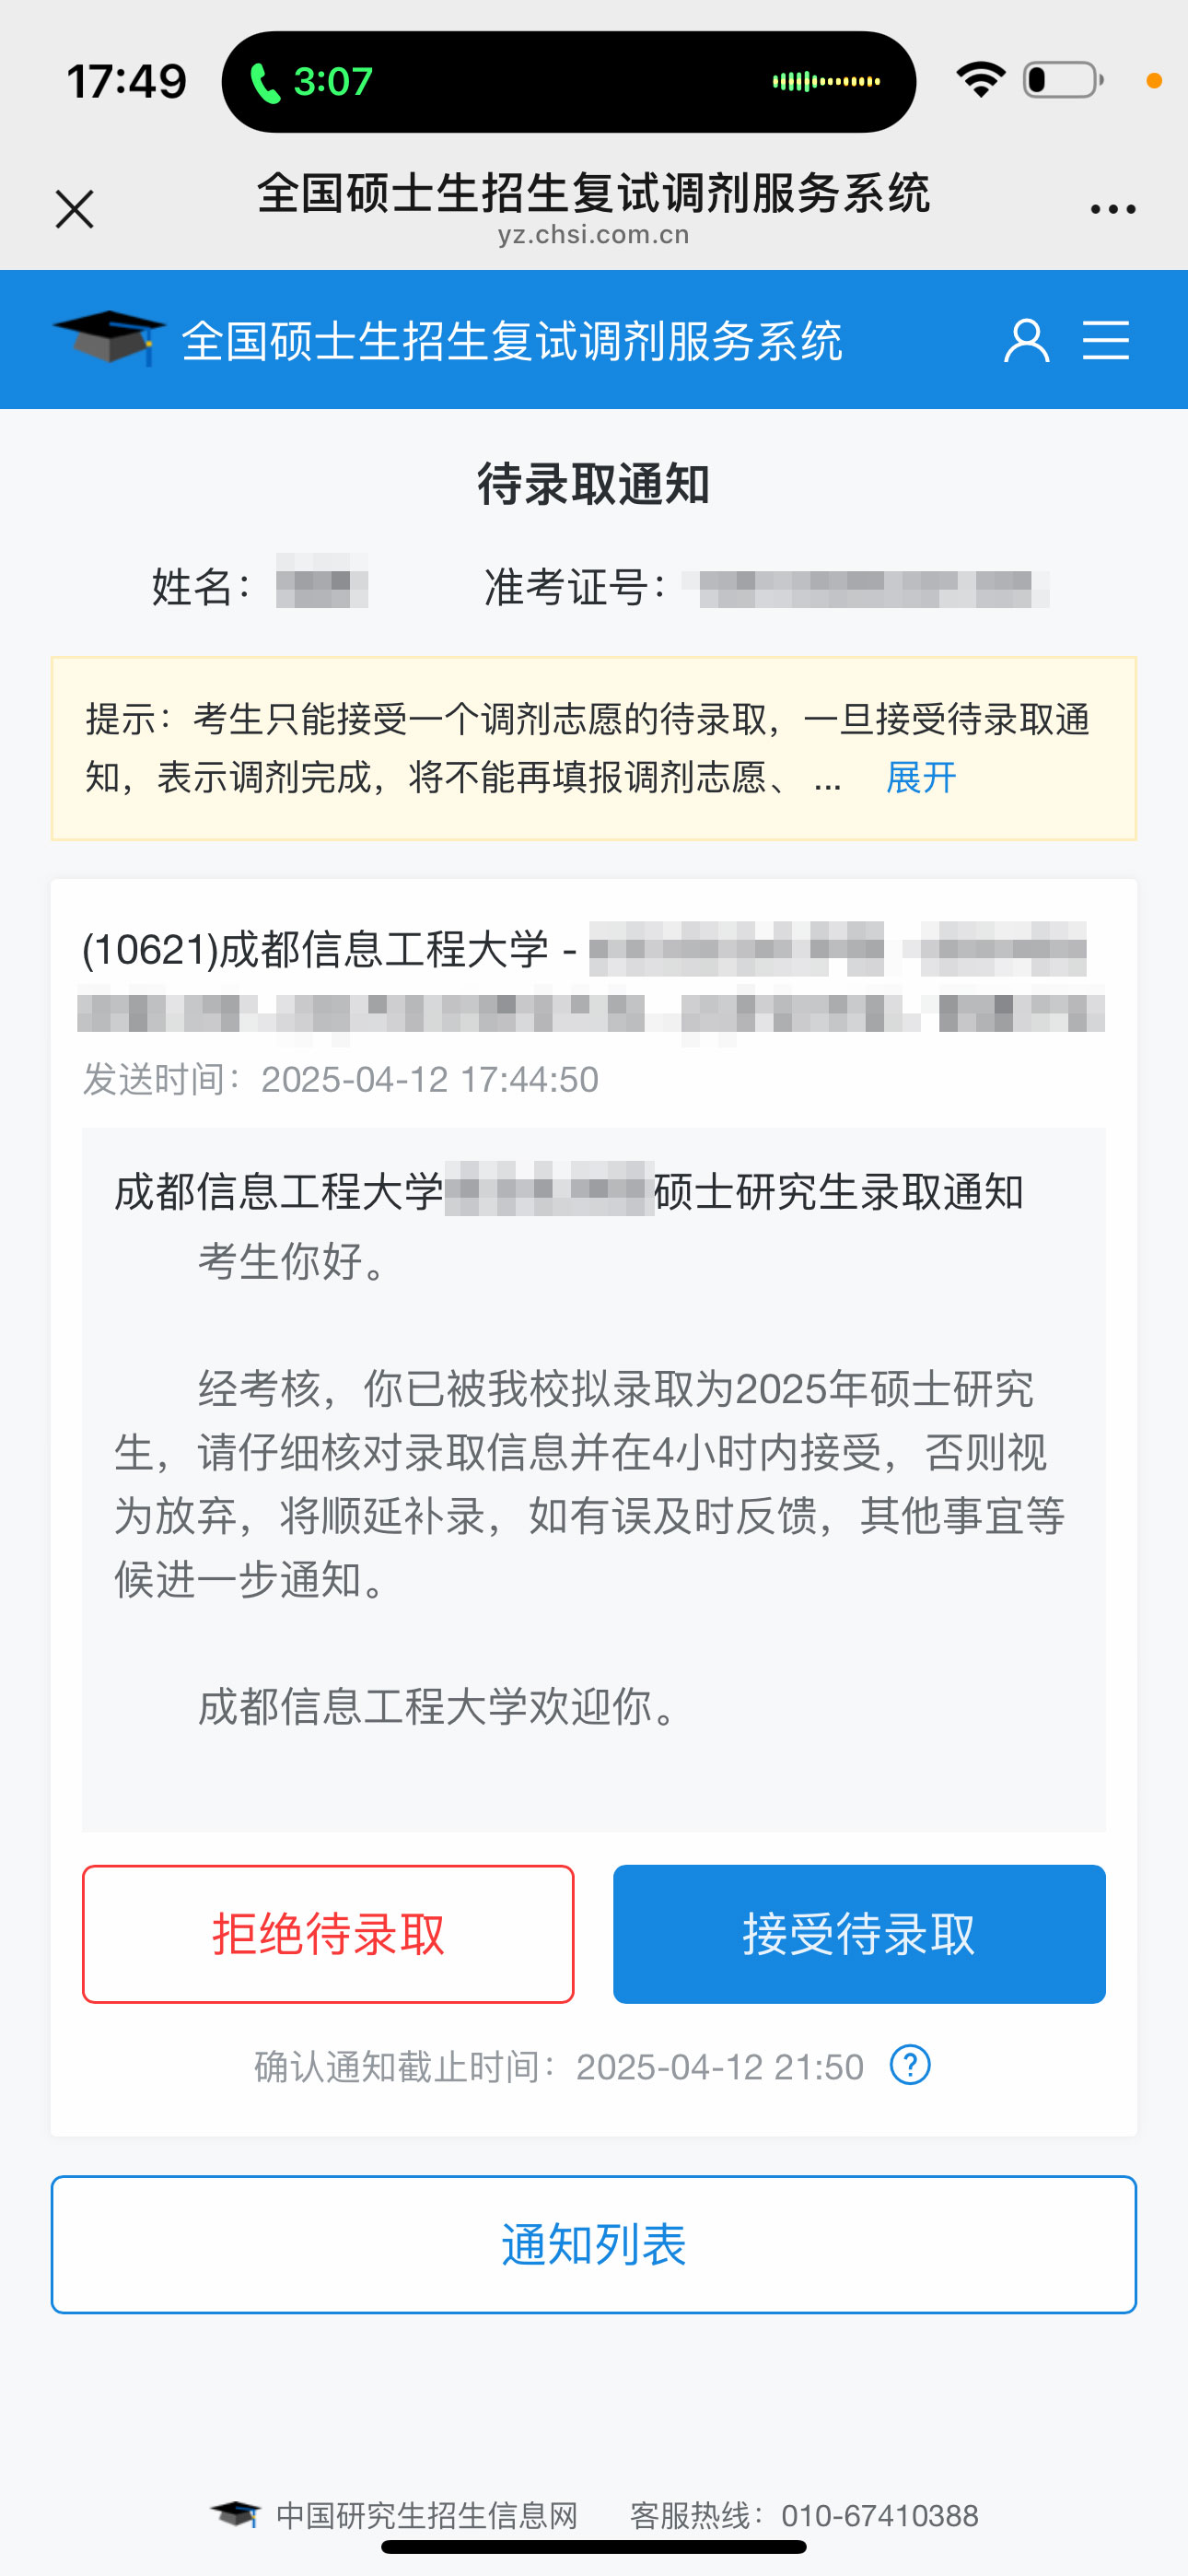 17:49
3:07
全国硕士生招生复试调剂服务系统
yz.chsi.com.cn
全国硕士生招生复试调剂服务系统
待录取通知
姓名：
准考证号：
提示：考生只能接受一个调剂志愿的待录取，一旦接受待录取通
知，表示调剂完成，将不能再填报调剂志愿、 ... 展开
(10621)成都信息工程大学 -
发送时间：2025-04-12 17:44:50
成都信息工程大学 硕士研究生录取通知
考生你好。
经考核，你已被我校拟录取为2025年硕士研究
生，请仔细核对录取信息并在4小时内接受，否则视
为放弃，将顺延补录，如有误及时反馈，其他事宜等
候进一步通知。
成都信息工程大学欢迎你。
拒绝待录取
接受待录取
确认通知截止时间：2025-04-12 21:50 ?
通知列表
中国研究生招生信息网 客服热线：010-67410388